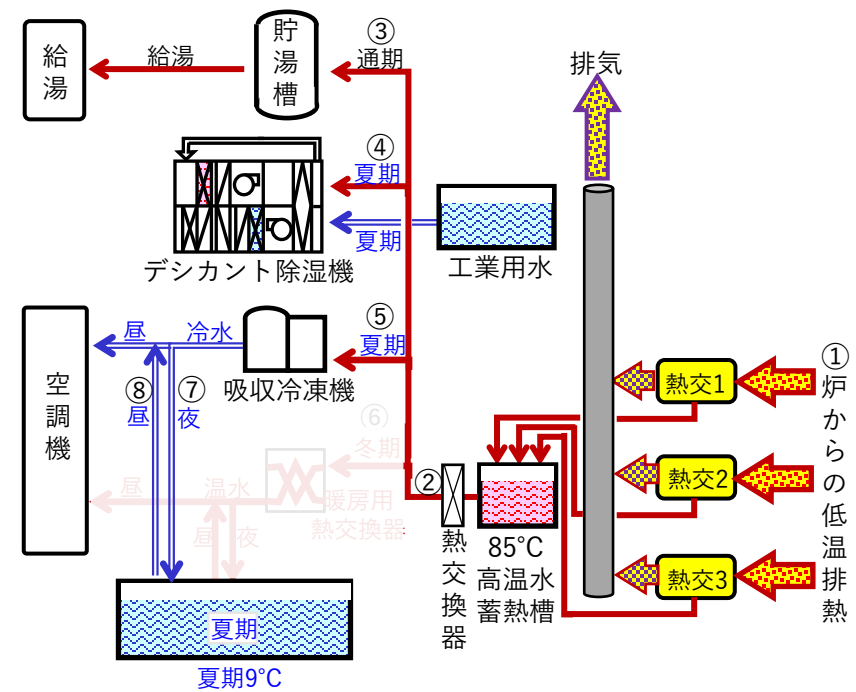 給湯
給湯
貯湯槽
③
通期
④
夏期
夏期
デシカント除湿機
工業用水
排気
⑤
夏期
昼
冷水
吸収冷凍機
空調機
⑧
昼
⑦
夜
⑥
冬期
昼
温水
暖房用
熱交換器
昼
夜
②
熱交換器
85°C
高温水
蓄熱槽
熱交1
熱交2
熱交3
①炉からの低温排熱
夏期
夏期9°C